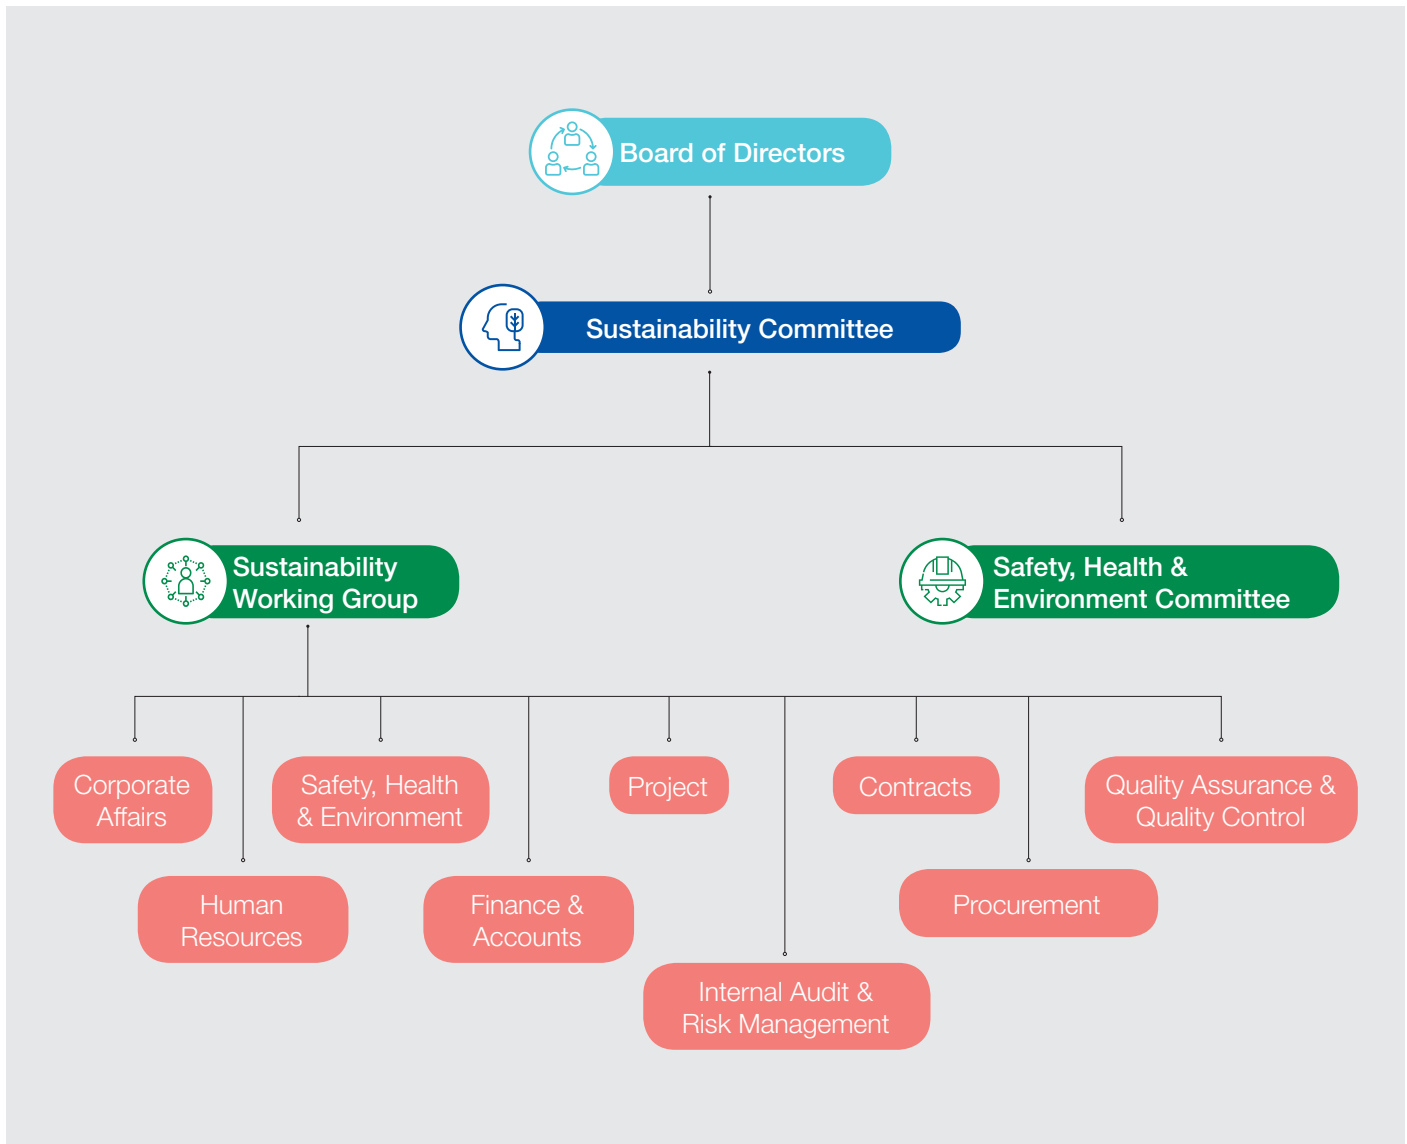 Board of Directors
Sustainability Committee
Sustainability
Working Group
Safety, Health &
Environment Committee
Corporate
Affairs
Safety, Health
& Environment
Project
Contracts
Quality Assurance &
Quality Control
Human
Resources
Finance &
Accounts
Procurement
Internal Audit &
Risk Management